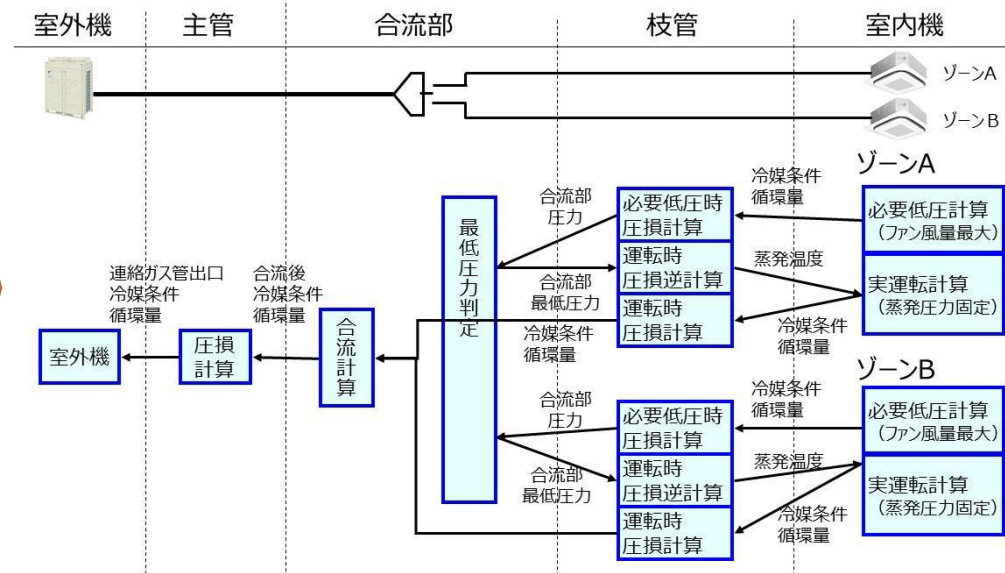 室外機
主管
合流部
枝管
室内機
ゾーンA
ゾーンB
ゾーンA
冷媒条件
循環量
合流部
圧力
必要低圧時
圧損計算
必要低圧計算
(ファン風量最大)
最低圧力判定
運転時
圧損逆計算
蒸発温度
実運転計算
(蒸発圧力固定)
合流部
最低圧力
運転時
圧損計算
冷媒条件
循環量
冷媒条件
循環量
連絡ガス管出口
冷媒条件
循環量
合流後
冷媒条件
循環量
室外機
圧損
計算
合流計算
ゾーンB
冷媒条件
循環量
合流部
圧力
必要低圧時
圧損計算
必要低圧計算
(ファン風量最大)
運転時
圧損逆計算
蒸発温度
実運転計算
(蒸発圧力固定)
合流部
最低圧力
運転時
圧損計算
冷媒条件
循環量